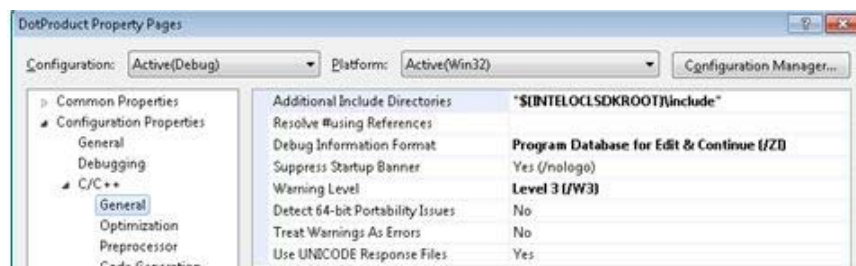 DotProduct Property Pages
Configuration: Active(Debug) Platform: Active(Win32) Configuration Manager...
Common Properties
Configuration Properties
General
Debugging
C/C++
General
Optimization
Preprocessor
Code Generation
Additional Include Directories "$(INTELOCLSDKROOT)\include"
Resolve #using References
Debug Information Format Program Database for Edit & Continue (/ZI)
Suppress Startup Banner Yes (/nologo)
Warning Level Level 3 (/W3)
Detect 64-bit Portability Issues No
Treat Warnings As Errors No
Use UNICODE Response Files Yes